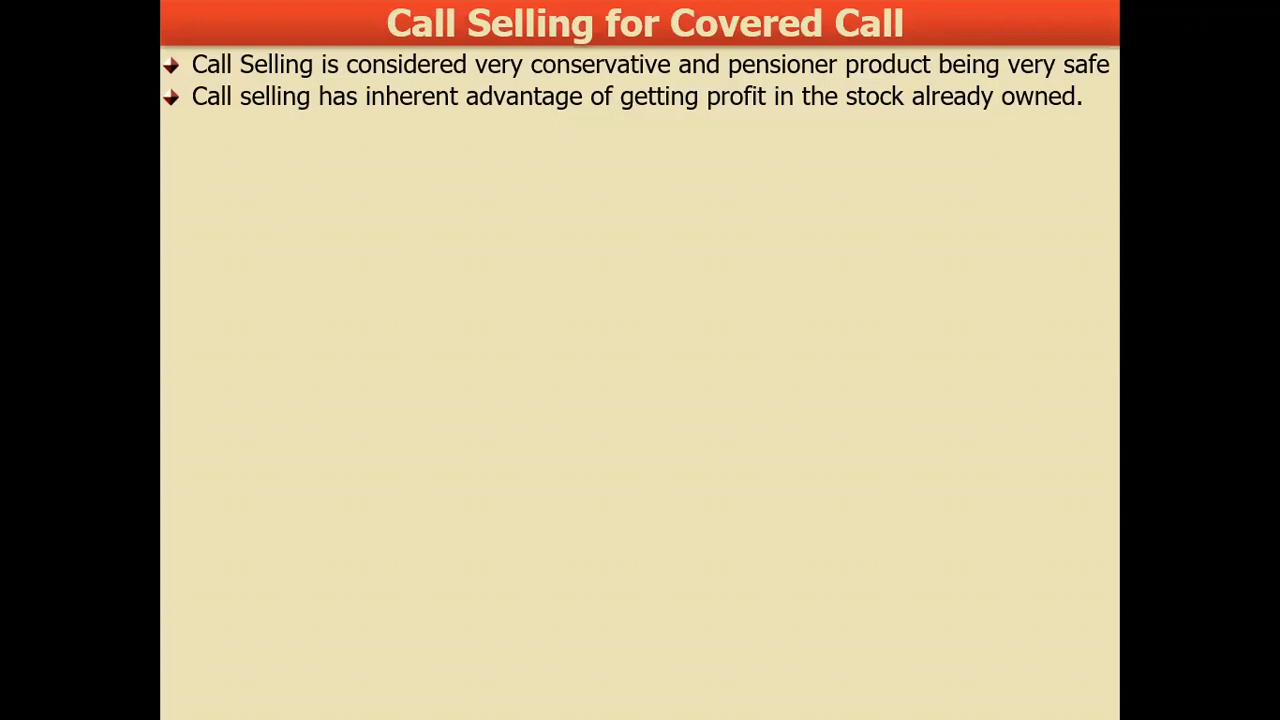 Call Selling for Covered Call
Call Selling is considered very conservative and pensioner product being very safe
Call selling has inherent advantage of getting profit in the stock already owned.